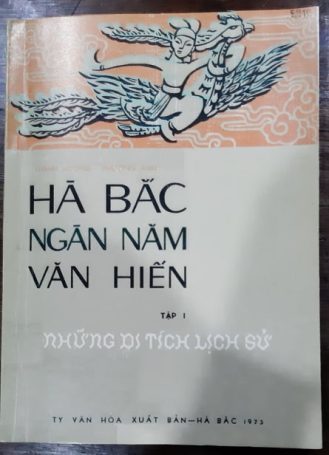 HÀ BẮC
NGÀN NĂM
VĂN HIẾN
TẬP I
NHỮNG DI TÍCH LỊCH SỬ
TY VĂN HÓA XUẤT BẢN—HÀ BẮC 1973